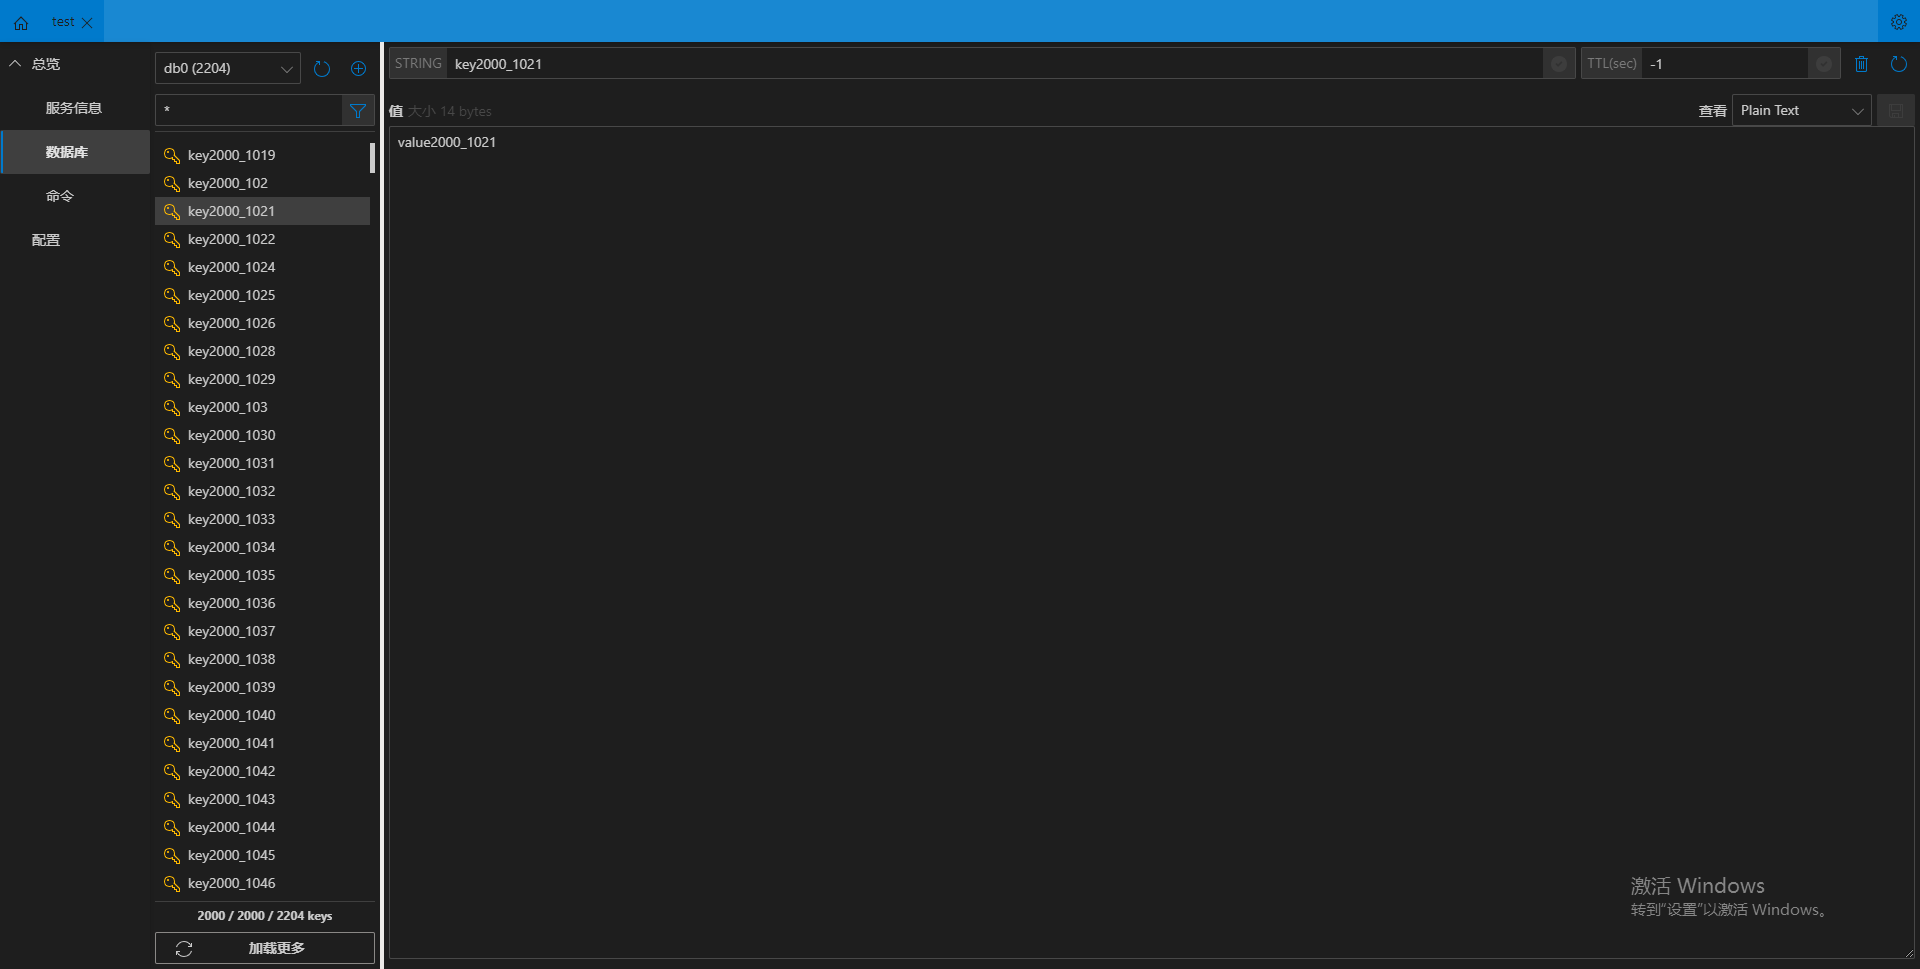 test
总览
服务信息
数据库
命令
配置
db0 (2204)
*
key2000_1019
key2000_102
key2000_1021
key2000_1022
key2000_1024
key2000_1025
key2000_1026
key2000_1028
key2000_1029
key2000_103
key2000_1030
key2000_1031
key2000_1032
key2000_1033
key2000_1034
key2000_1035
key2000_1036
key2000_1037
key2000_1038
key2000_1039
key2000_1040
key2000_1041
key2000_1042
key2000_1043
key2000_1044
key2000_1045
key2000_1046
2000 / 2000 / 2204 keys
加载更多
STRING key2000_1021 TTL(sec) -1
值 大小 14 bytes 查看 Plain Text
value2000_1021
激活 Windows
转到"设置"以激活 Windows。